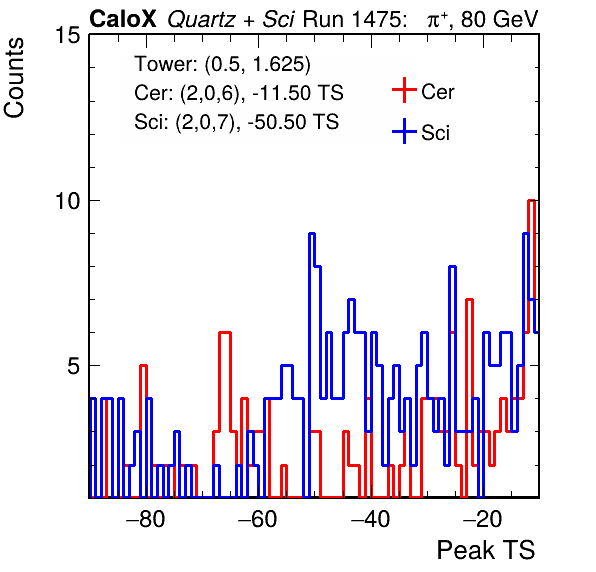 CaloX Quartz + Sci Run 1475: π⁺, 80 GeV
Counts
15
10
5
Tower: (0.5, 1.625)
Cer: (2,0,6), -11.50 TS
Sci: (2,0,7), -50.50 TS
Cer
Sci
−80 −60 −40 −20
Peak TS